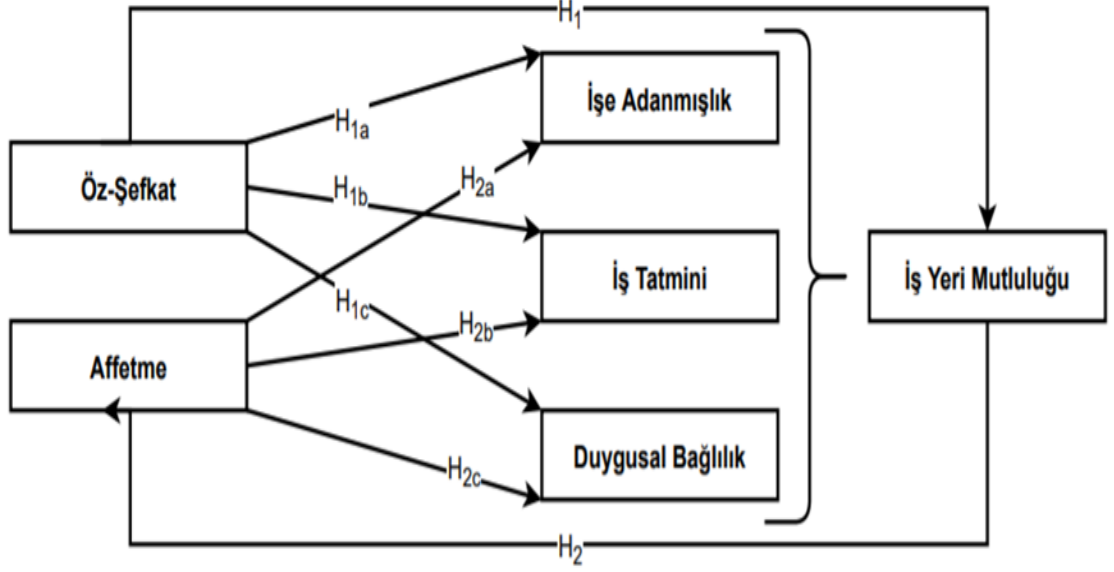 H1
İşe Adanmışlık
H1a
Öz-Şefkat
H1b
H2a
İş Tatmini
İş Yeri Mutluluğu
H1c
H2b
Affetme
Duygusal Bağlılık
H2c
H2